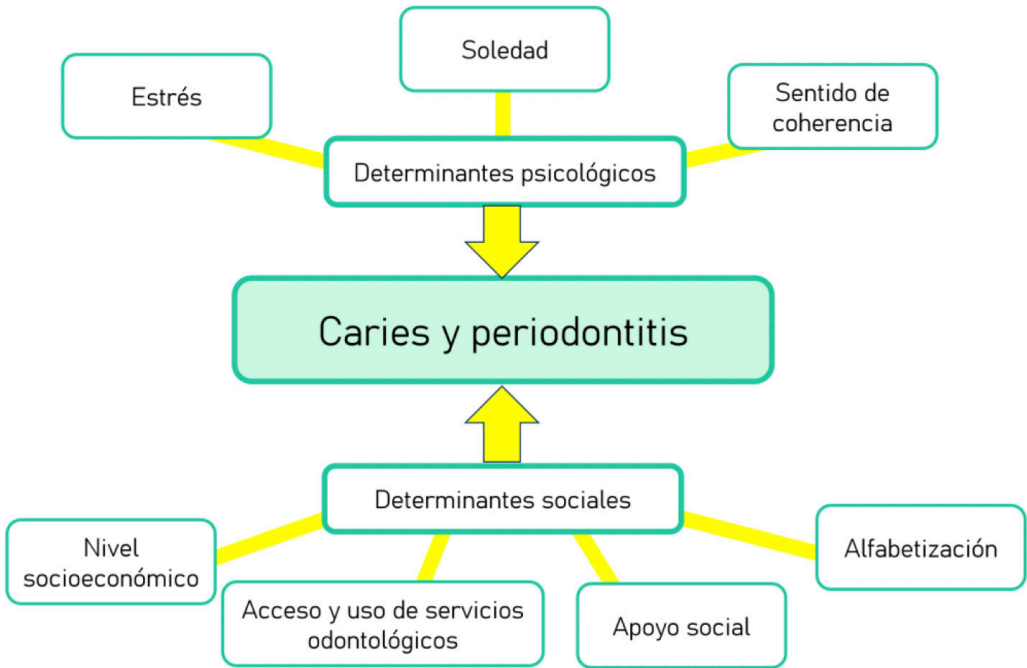 Soledad
Estrés
Sentido de
coherencia
Determinantes psicológicos
Caries y periodontitis
Determinantes sociales
Nivel
socioeconómico
Acceso y uso de servicios
odontológicos
Apoyo social
Alfabetización